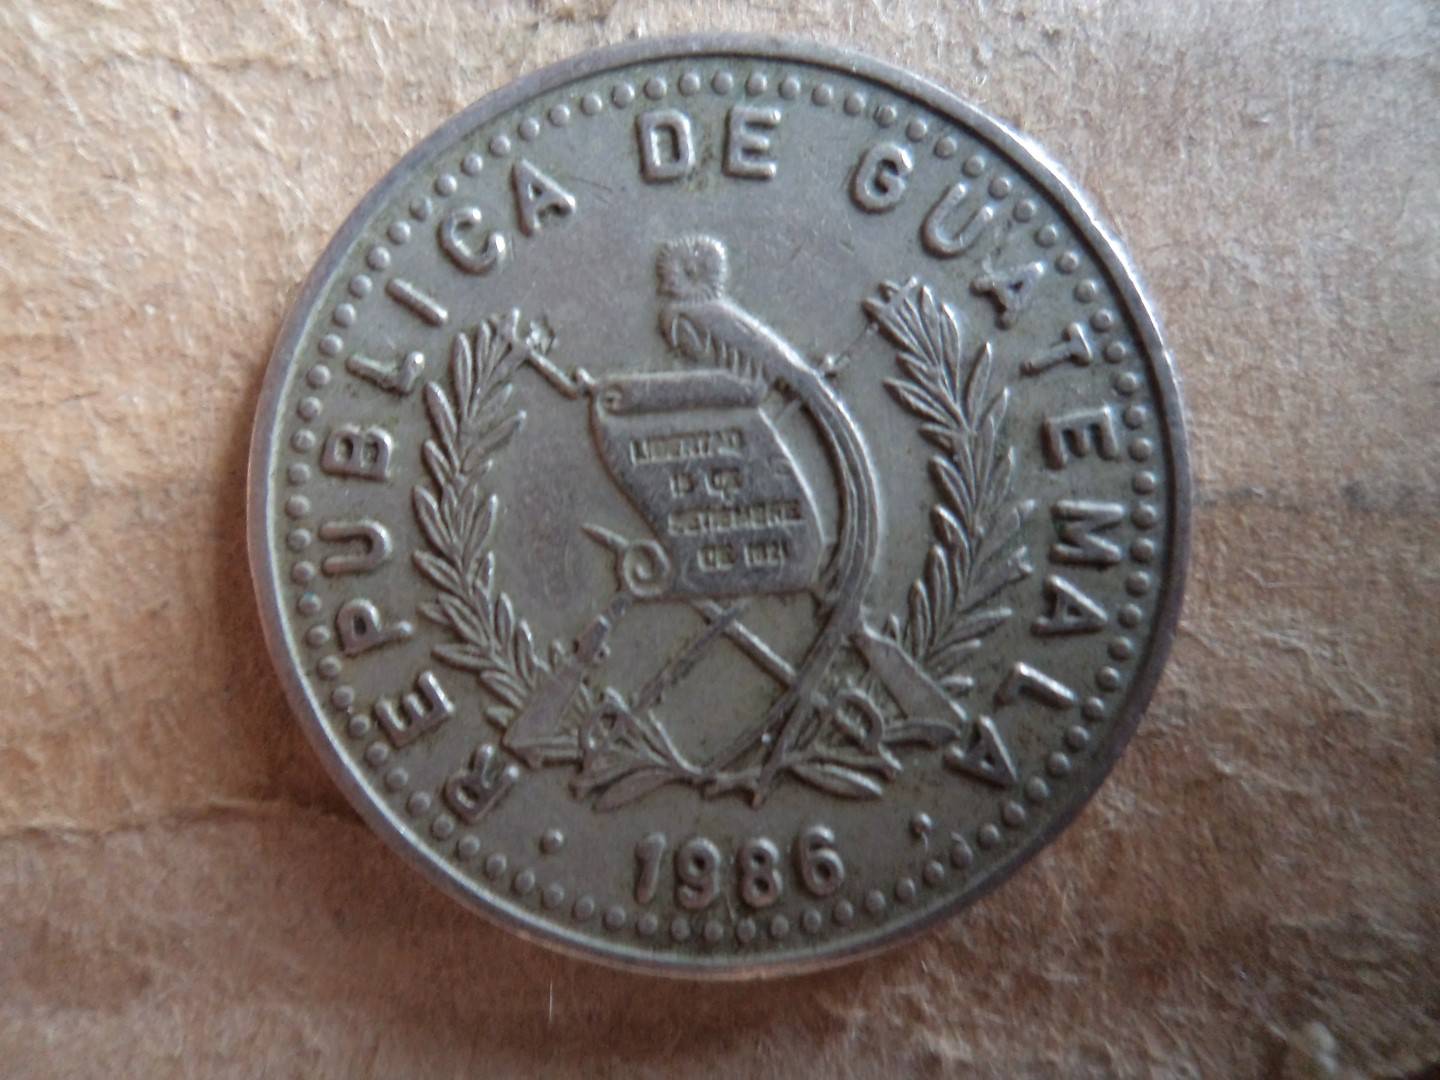 REPUBLICA DE GUATEMALA
LIBERTAD
15 DE
SETIEMBRE
DE 1821
1986